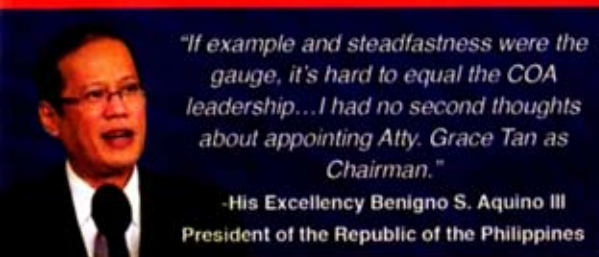 "If example and steadfastness were the
gauge, it's hard to equal the COA
leadership...I had no second thoughts
about appointing Atty. Grace Tan as
Chairman."
-His Excellency Benigno S. Aquino III
President of the Republic of the Philippines